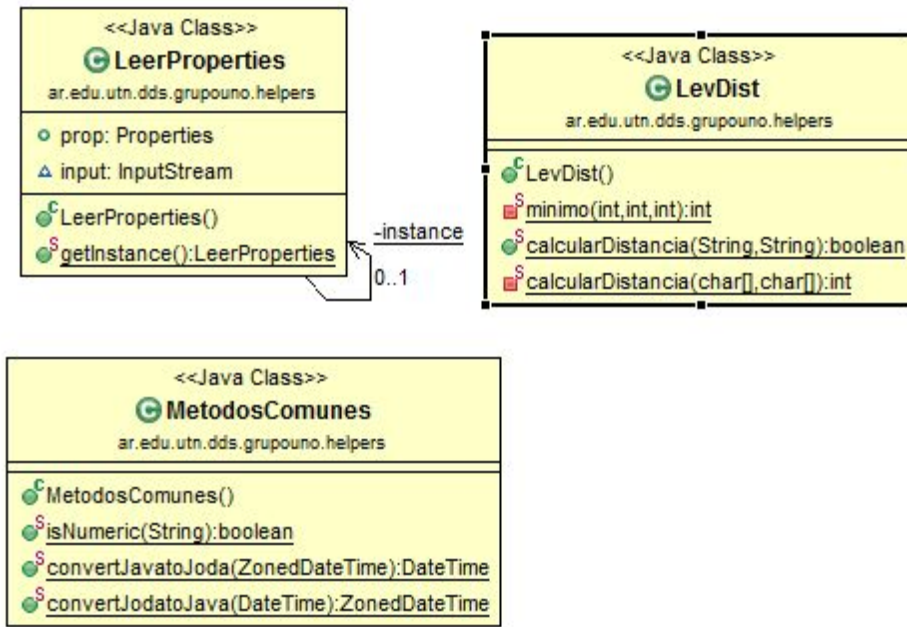 <<Java Class>>
LeerProperties
ar.edu.utn.dds.grupouno.helpers
prop: Properties
input: InputStream
LeerProperties()
getInstance():LeerProperties
-instance
0..1
<<Java Class>>
LevDist
ar.edu.utn.dds.grupouno.helpers
LevDist()
minimo(int,int,int):int
calcularDistancia(String,String):boolean
calcularDistancia(char[],char[]):int
<<Java Class>>
MetodosComunes
ar.edu.utn.dds.grupouno.helpers
MetodosComunes()
isNumeric(String):boolean
convertJavatoJoda(ZonedDateTime):DateTime
convertJodatoJava(DateTime):ZonedDateTime